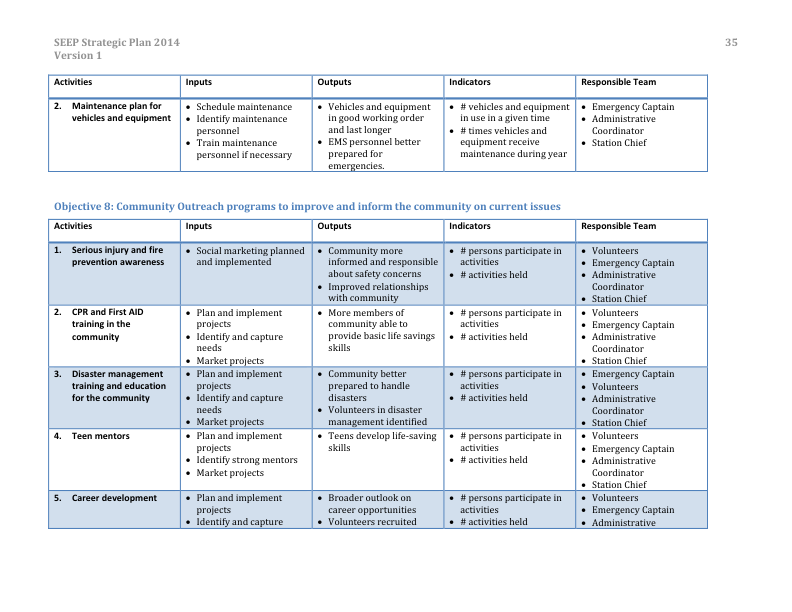 SEEP Strategic Plan 2014
Version 1
35
Activities
Inputs
Outputs
Indicators
Responsible Team
2. Maintenance plan for
vehicles and equipment
• Schedule maintenance
• Identify maintenance
personnel
• Train maintenance
personnel if necessary
• Vehicles and equipment
in good working order
and last longer
• EMS personnel better
prepared for
emergencies.
• # vehicles and equipment
in use in a given time
• # times vehicles and
equipment receive
maintenance during year
• Emergency Captain
• Administrative
Coordinator
• Station Chief
Objective 8: Community Outreach programs to improve and inform the community on current issues
Activities
Inputs
Outputs
Indicators
Responsible Team
1. Serious injury and fire
prevention awareness
• Social marketing planned
and implemented
• Community more
informed and responsible
about safety concerns
• Improved relationships
with community
• # persons participate in
activities
• # activities held
• Volunteers
• Emergency Captain
• Administrative
Coordinator
• Station Chief
2. CPR and First AID
training in the
community
• Plan and implement
projects
• Identify and capture
needs
• Market projects
• More members of
community able to
provide basic life savings
skills
• # persons participate in
activities
• # activities held
• Volunteers
• Emergency Captain
• Administrative
Coordinator
• Station Chief
3. Disaster management
training and education
for the community
• Plan and implement
projects
• Identify and capture
needs
• Market projects
• Community better
prepared to handle
disasters
• Volunteers in disaster
management identified
• # persons participate in
activities
• # activities held
• Emergency Captain
• Volunteers
• Administrative
Coordinator
• Station Chief
4. Teen mentors
• Plan and implement
projects
• Identify strong mentors
• Market projects
• Teens develop life-saving
skills
• # persons participate in
activities
• # activities held
• Volunteers
• Emergency Captain
• Administrative
Coordinator
• Station Chief
5. Career development
• Plan and implement
projects
• Identify and capture
• Broader outlook on
career opportunities
• Volunteers recruited
• # persons participate in
activities
• # activities held
• Volunteers
• Emergency Captain
• Administrative